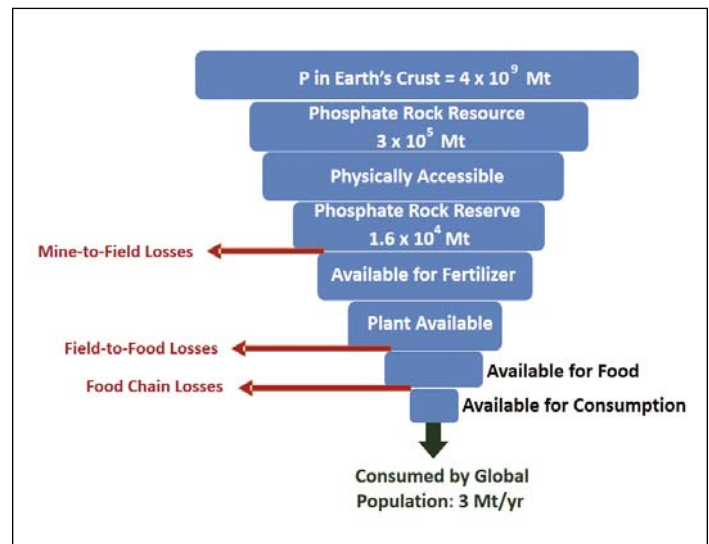 P in Earth's Crust = 4 x 10⁹ Mt
Phosphate Rock Resource
3 x 10⁵ Mt
Physically Accessible
Phosphate Rock Reserve
1.6 x 10⁴ Mt
Mine-to-Field Losses
Available for Fertilizer
Plant Available
Field-to-Food Losses
Available for Food
Food Chain Losses
Available for Consumption
Consumed by Global
Population: 3 Mt/yr